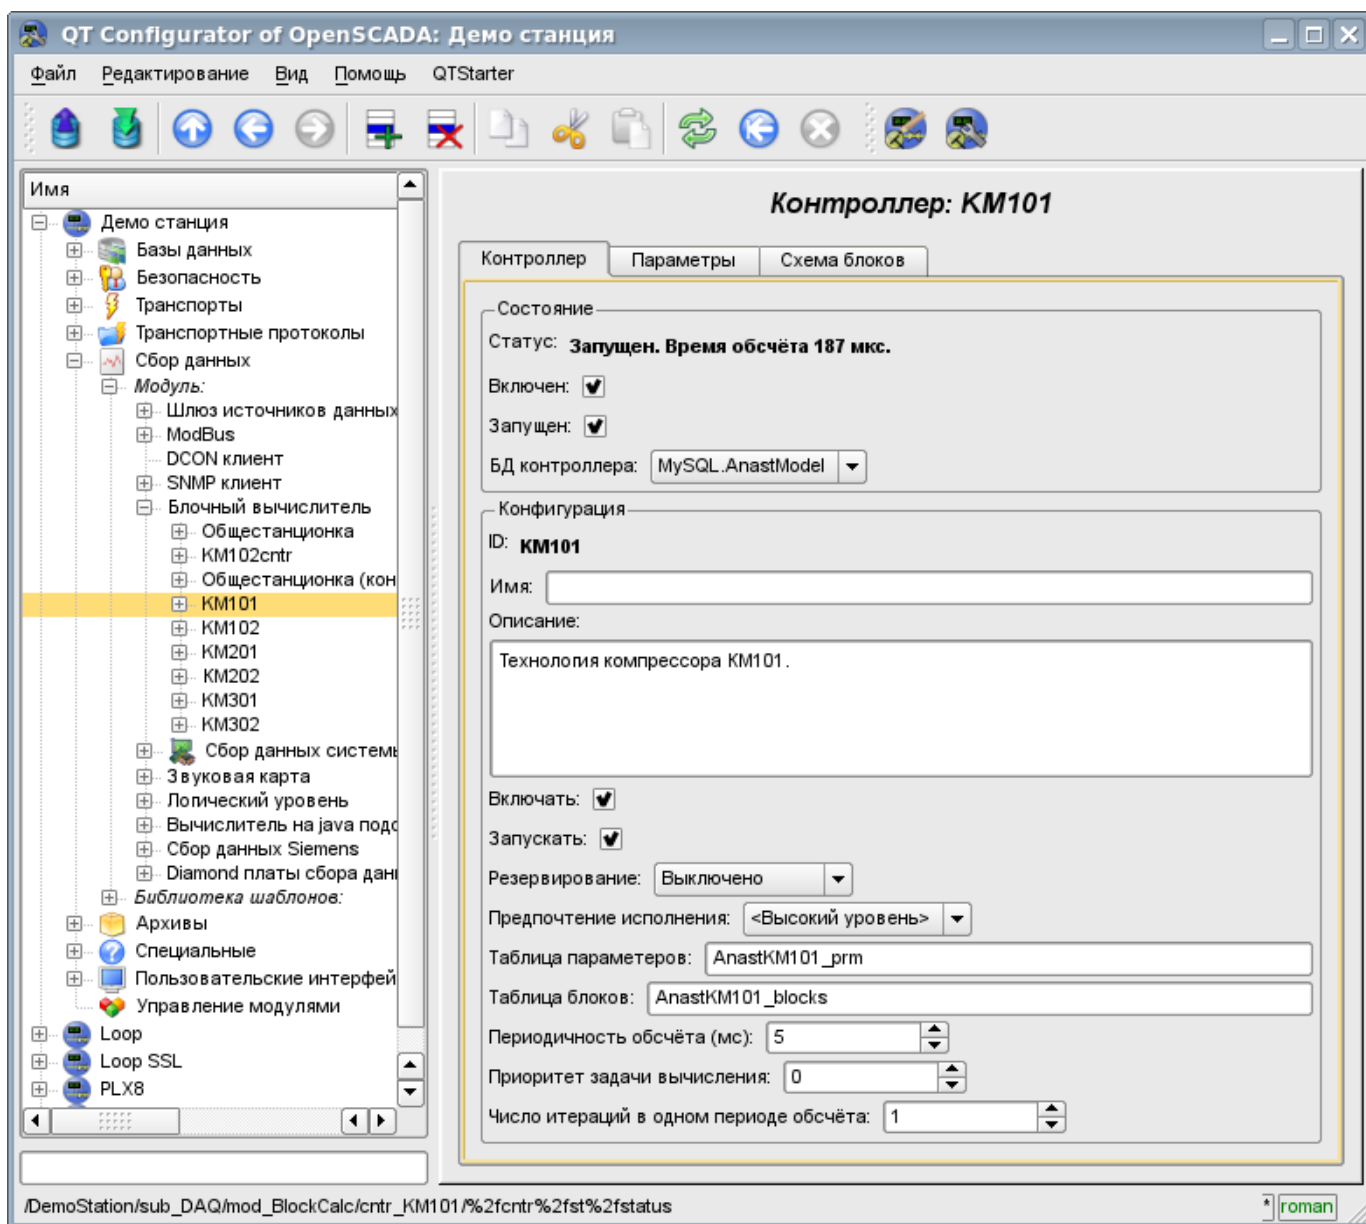 QT Configurator of OpenSCADA: Демо станция
Файл Редактирование Вид Помощь QTStarter
Имя
Демо станция
Базы данных
Безопасность
Транспорты
Транспортные протоколы
Сбор данных
Модуль:
Шлюз источников данных
ModBus
DCON клиент
SNMP клиент
Блочный вычислитель
Общестанционка
KM102cntr
Общестанционка (кон
KM101
KM102
KM201
KM202
KM301
KM302
Сбор данных системы
Звуковая карта
Логический уровень
Вычислитель на java подо
Сбор данных Siemens
Diamond платы сбора данн
Библиотека шаблонов:
Архивы
Специальные
Пользовательские интерфей
Управление модулями
Loop
Loop SSL
PLX8
Контроллер: KM101
Контроллер Параметры Схема блоков
Состояние
Статус: Запущен. Время обсчёта 187 мкс.
Включен:
Запущен:
БД контроллера: MySQL.AnastModel
Конфигурация
ID: KM101
Имя:
Описание:
Технология компрессора KM101.
Включать:
Запускать:
Резервирование: Выключено
Предпочтение исполнения: <Высокий уровень>
Таблица параметеров: AnastKM101_prm
Таблица блоков: AnastKM101_blocks
Периодичность обсчёта (мс): 5
Приоритет задачи вычисления: 0
Число итераций в одном периоде обсчёта: 1
/DemoStation/sub_DAQ/mod_BlockCalc/cntr_KM101/%2fcntr%2fst%2fstatus
* roman